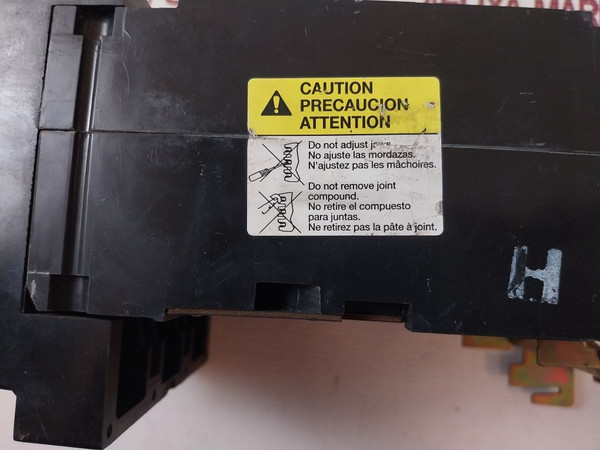 CAUTION
PRECAUCION
ATTENTION
Do not adjust jaws.
No ajuste las mordazas.
N'ajustez pas les mâchoires.
Do not remove joint
compound.
No retire el compuesto
para juntas.
Ne retirez pas la pâte à joint.
H